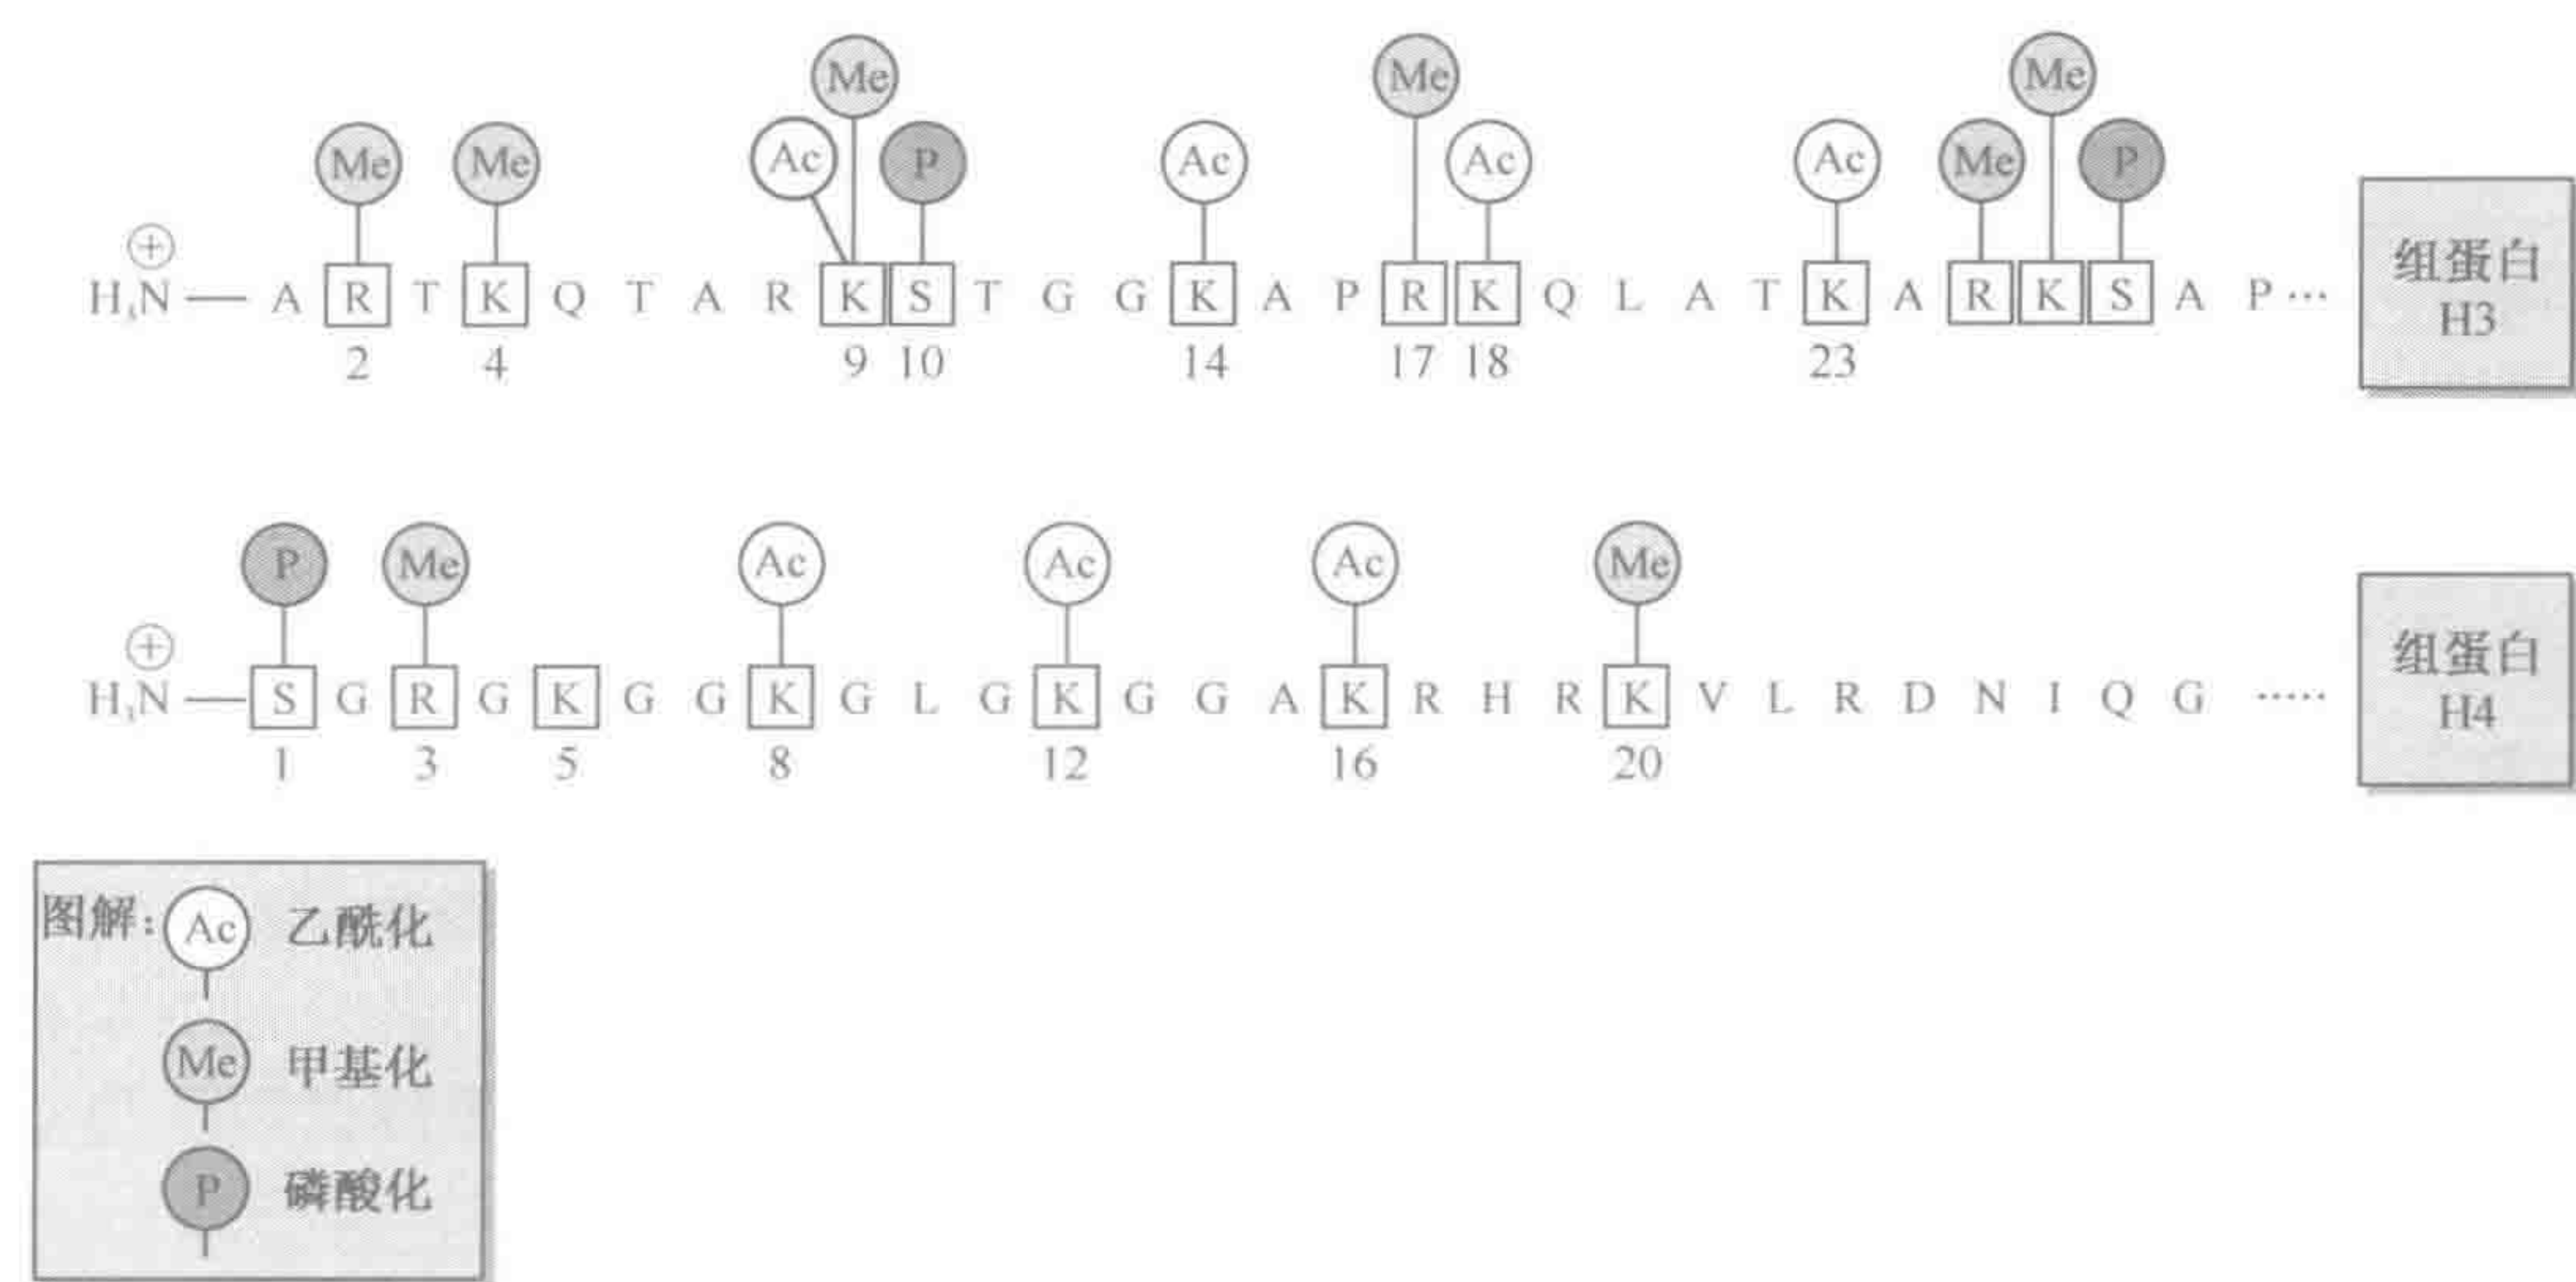 Me Me
Me Me Ac P Ac Ac Ac Me P
⊕
H₃N — A R T K Q T A R K S T G G K A P R K Q L A T K A R K S A P …
2 4 9 10 14 17 18 23
组蛋白
H3
P Me Ac Ac Ac Me
⊕
H₃N — S G R G K G G K G L G K G G A K R H R K V L R D N I Q G ……
1 3 5 8 12 16 20
组蛋白
H4
图解: Ac 乙酰化
Me 甲基化
P 磷酸化